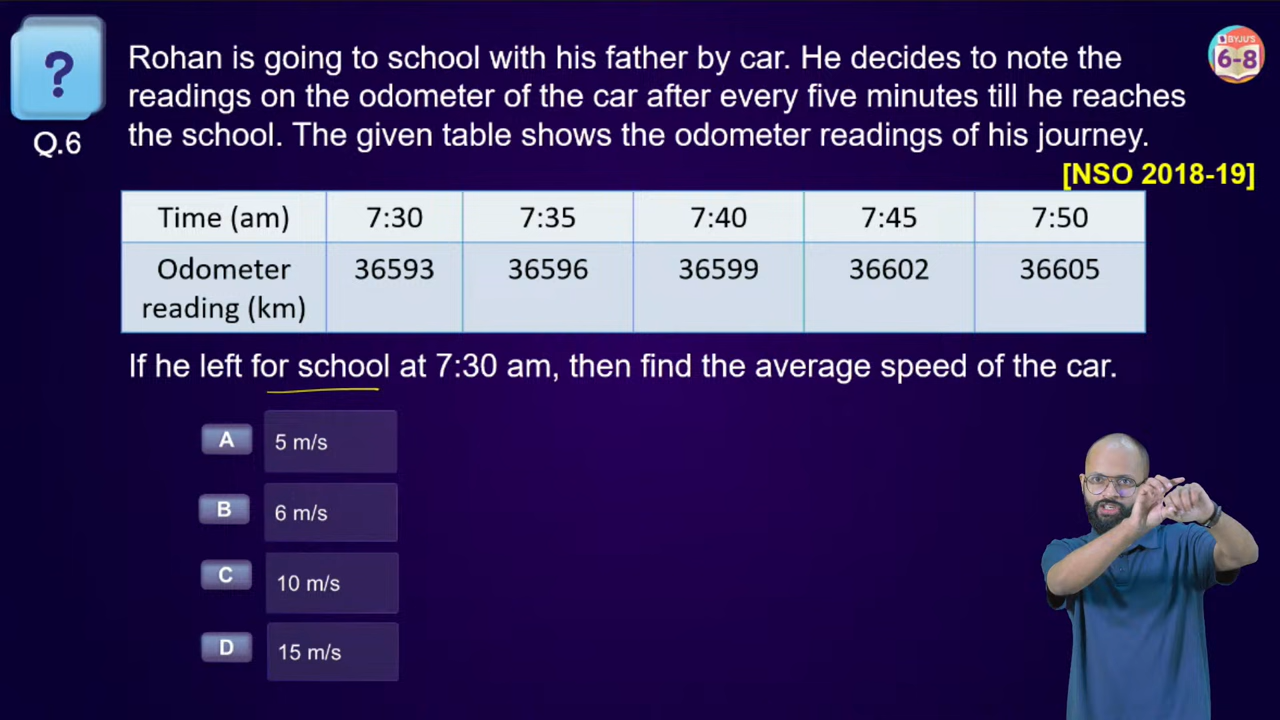 ?
Q.6
Rohan is going to school with his father by car. He decides to note the
readings on the odometer of the car after every five minutes till he reaches
the school. The given table shows the odometer readings of his journey.
[NSO 2018-19]
BYJU'S
6-8
Time (am) 7:30 7:35 7:40 7:45 7:50
Odometer 36593 36596 36599 36602 36605
reading (km)
If he left for school at 7:30 am, then find the average speed of the car.
A 5 m/s
B 6 m/s
C 10 m/s
D 15 m/s